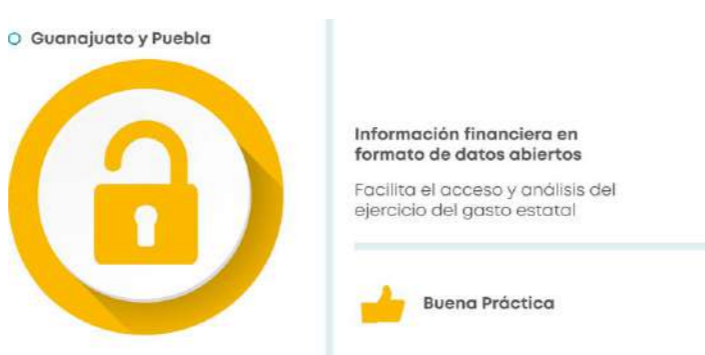 Guanajuato y Puebla
Información financiera en
formato de datos abiertos
Facilita el acceso y análisis del
ejercicio del gasto estatal
Buena Práctica